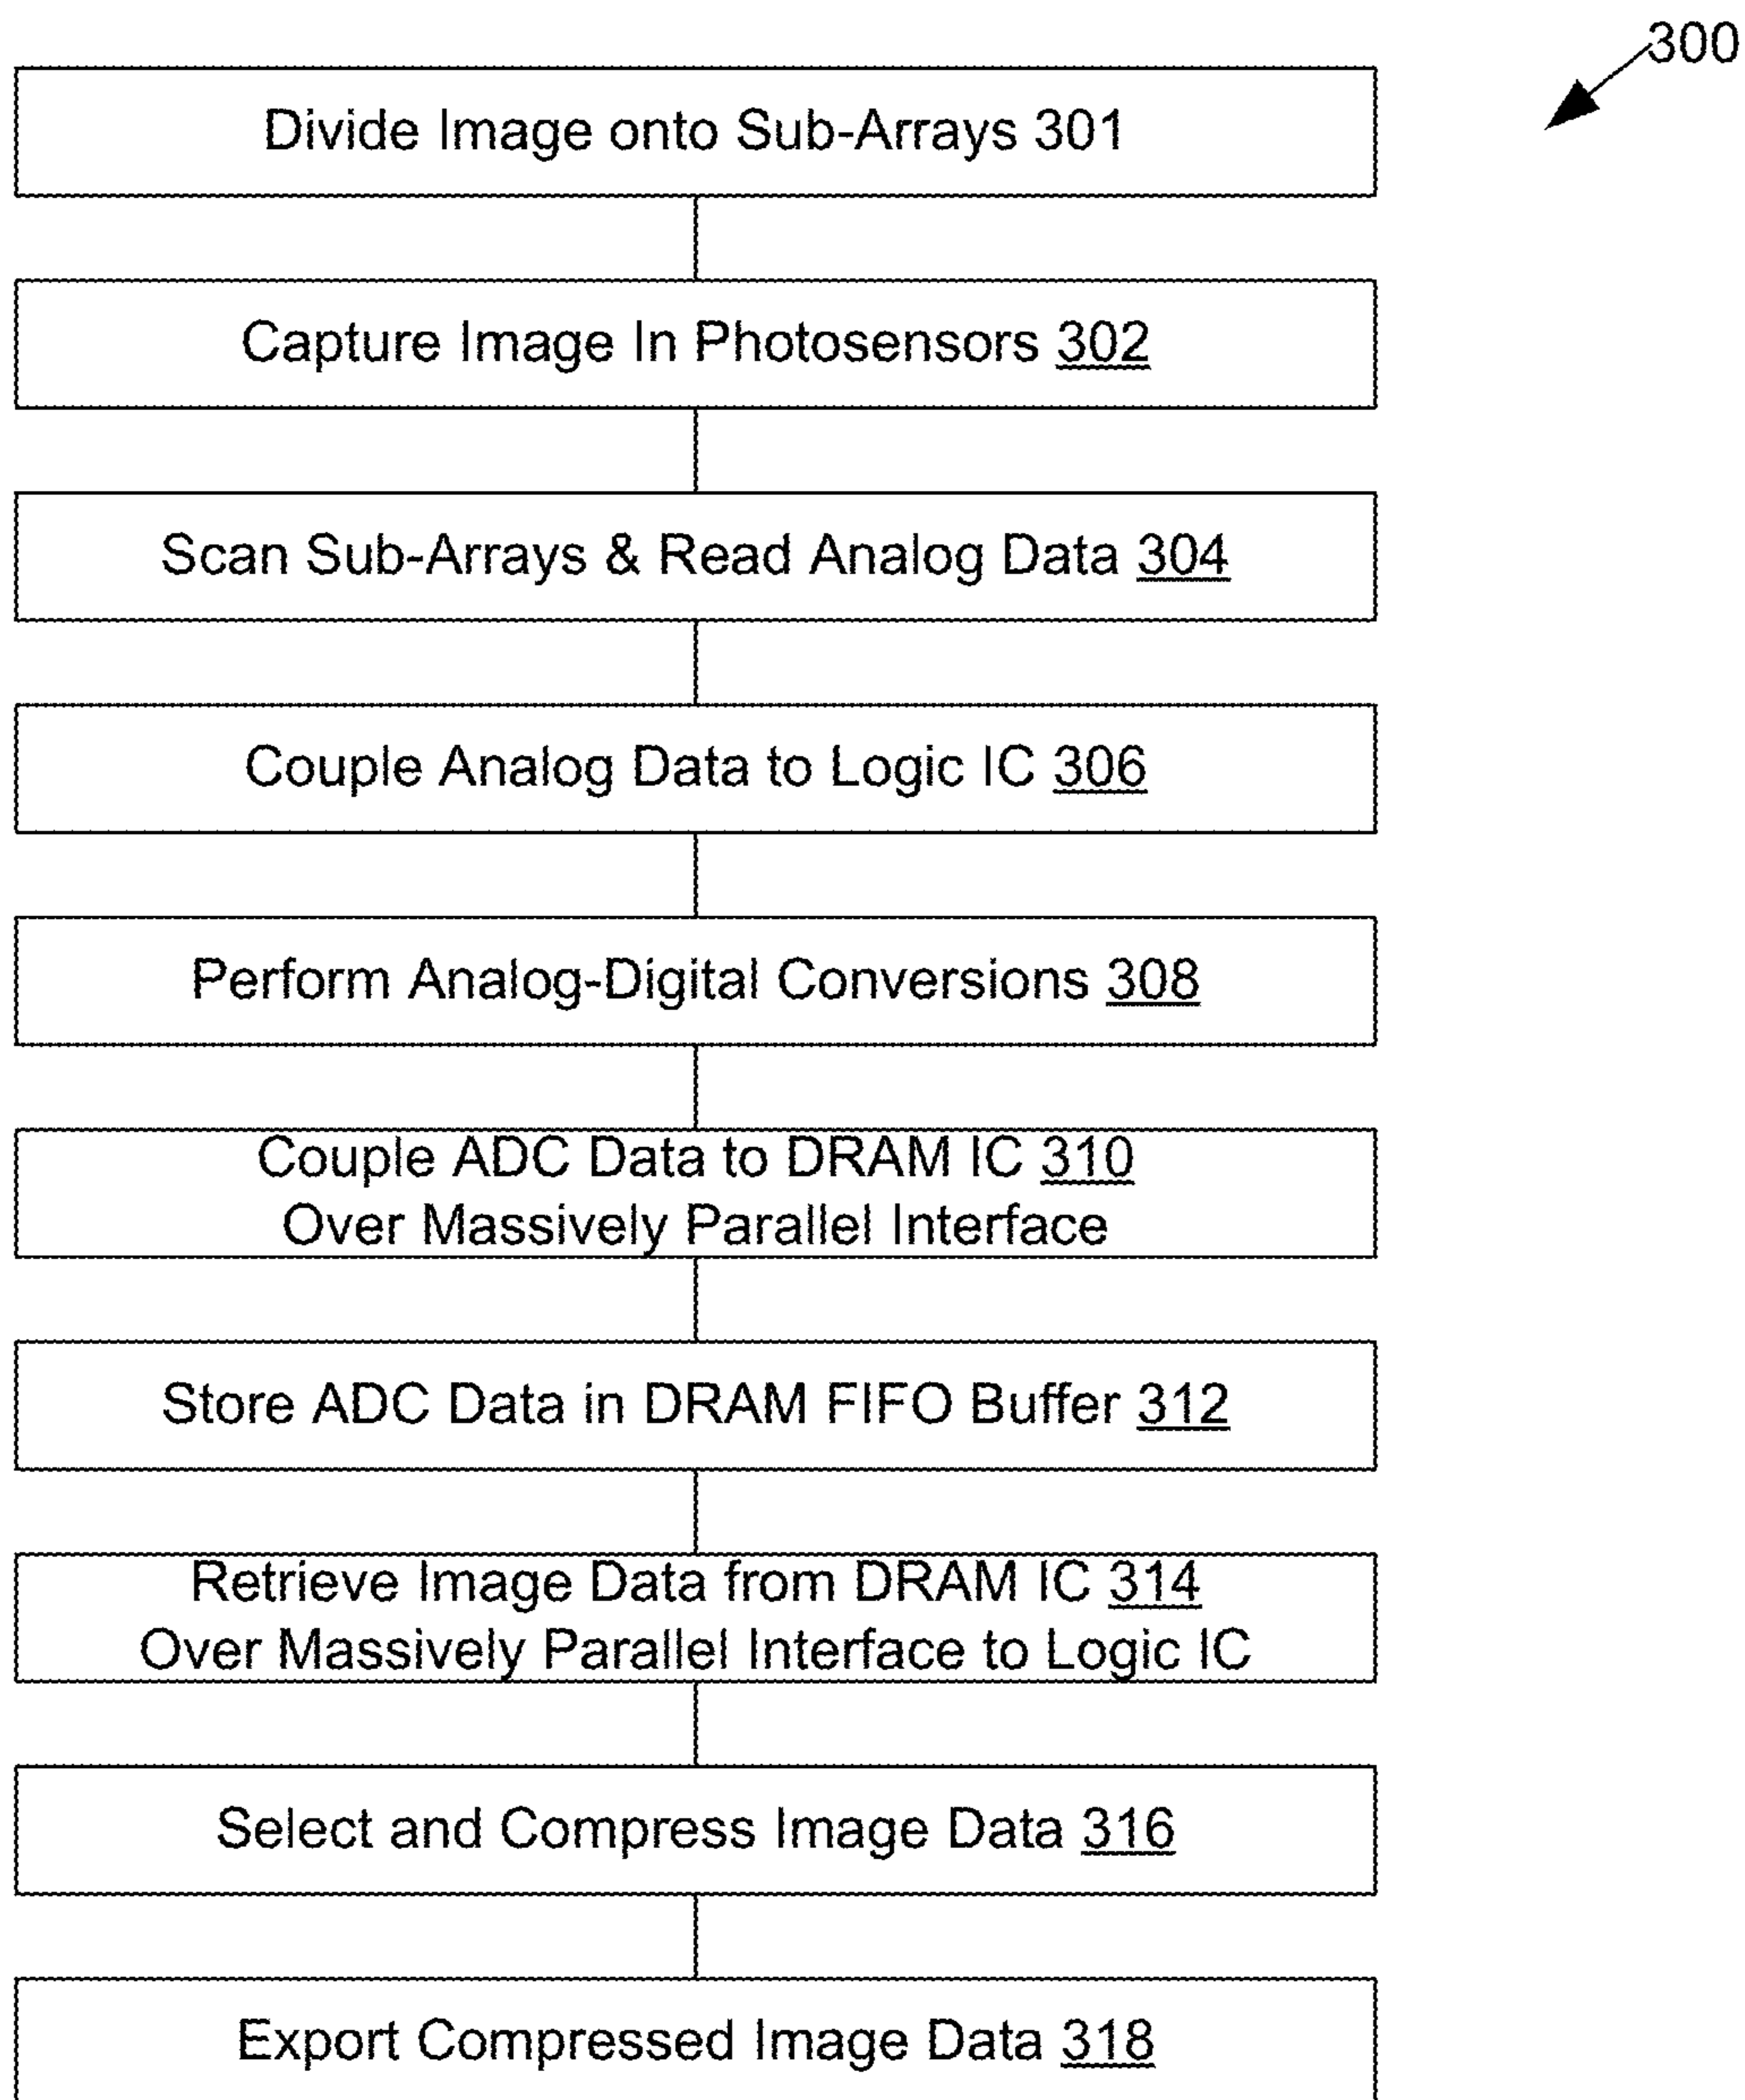 300
Divide Image onto Sub-Arrays 301
Capture Image In Photosensors 302
Scan Sub-Arrays & Read Analog Data 304
Couple Analog Data to Logic IC 306
Perform Analog-Digital Conversions 308
Couple ADC Data to DRAM IC 310
Over Massively Parallel Interface
Store ADC Data in DRAM FIFO Buffer 312
Retrieve Image Data from DRAM IC 314
Over Massively Parallel Interface to Logic IC
Select and Compress Image Data 316
Export Compressed Image Data 318